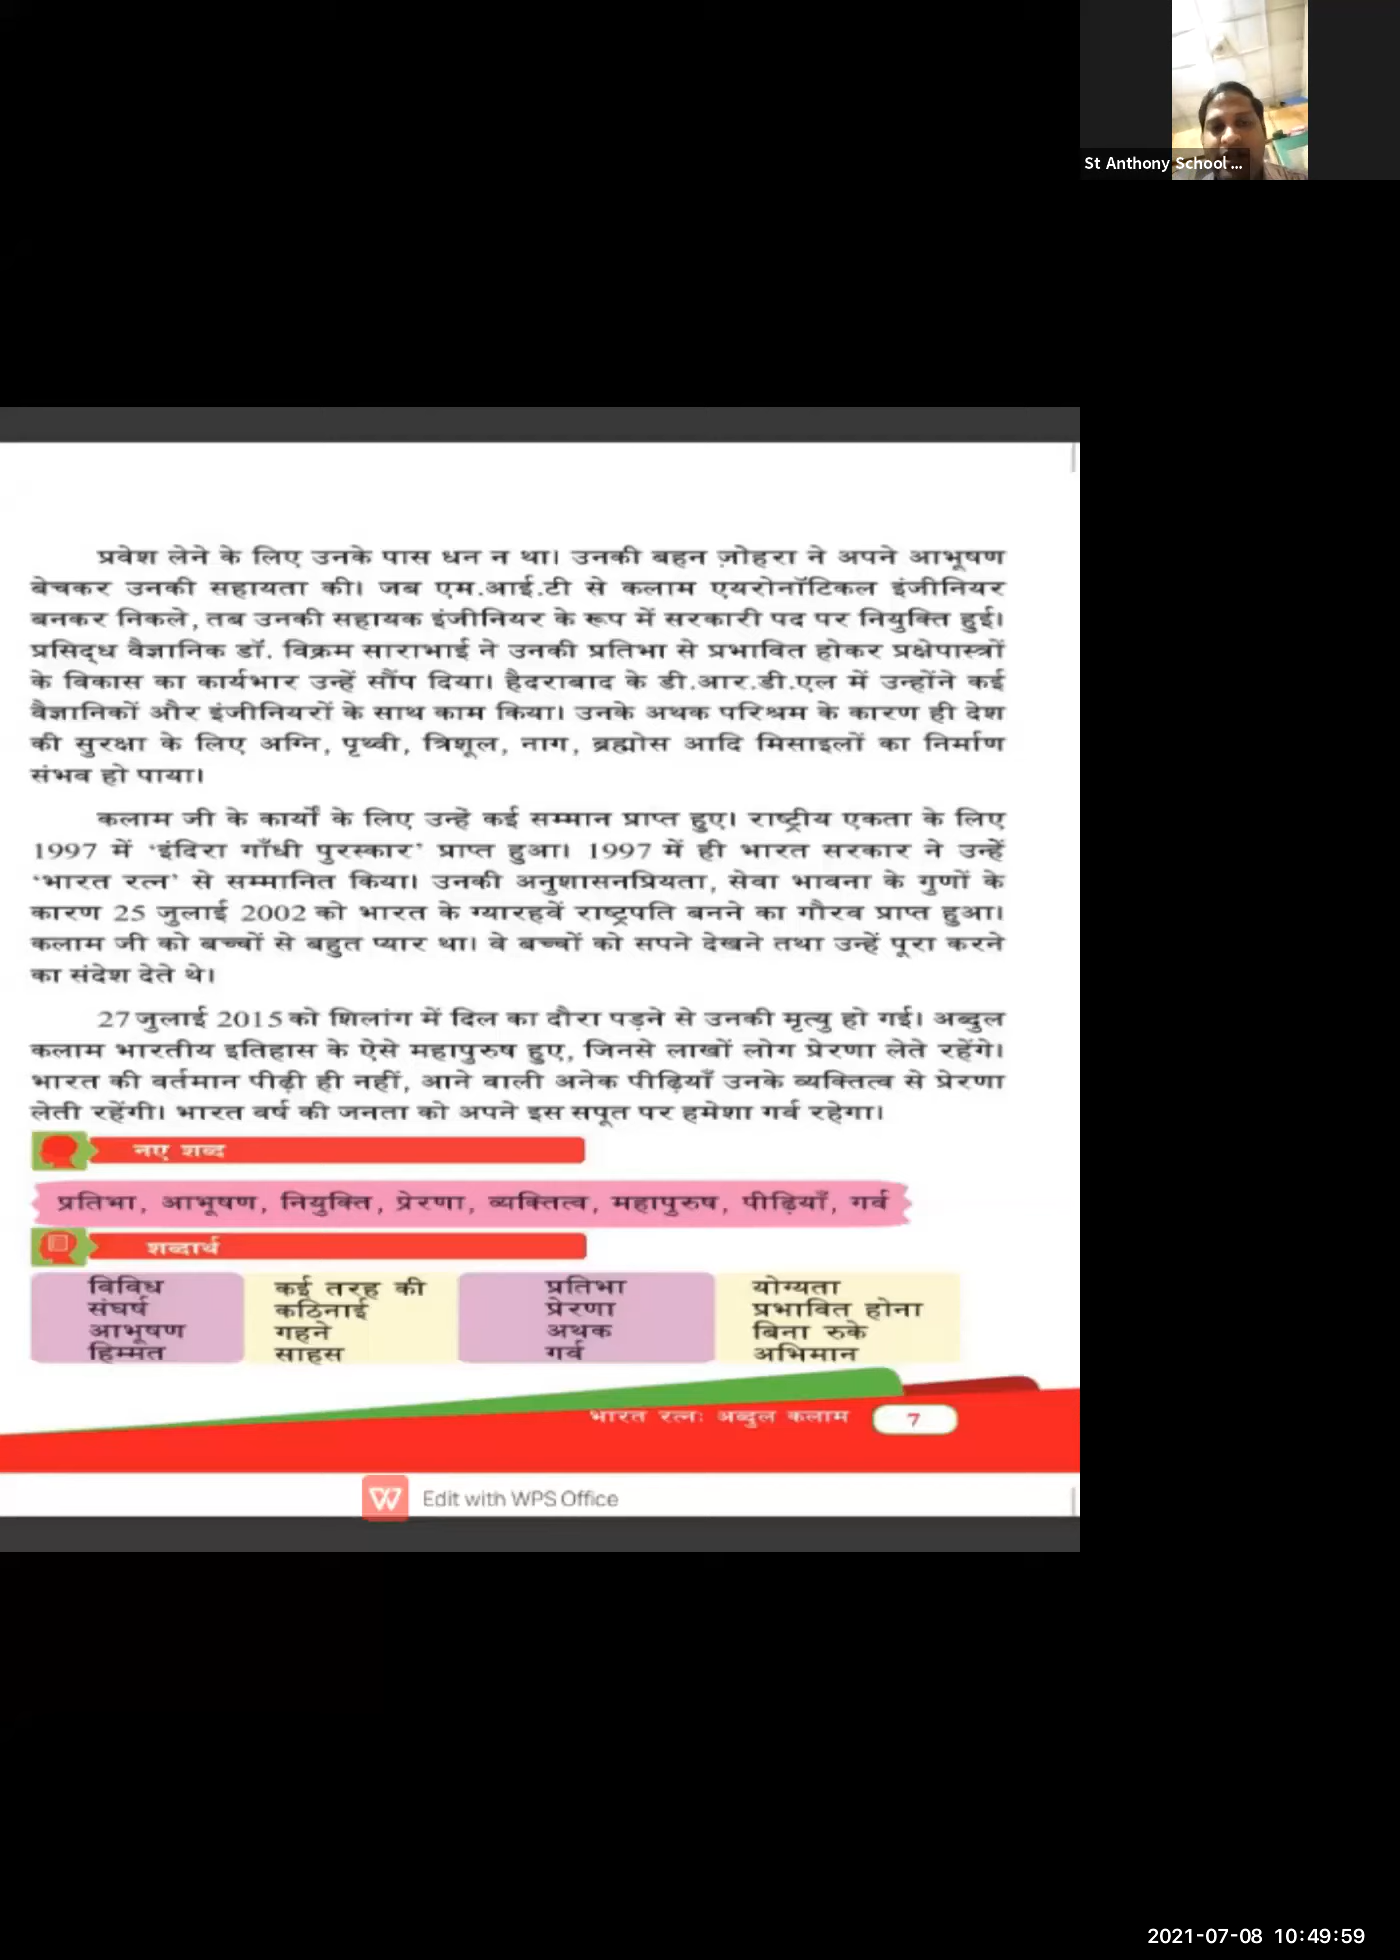 St Anthony School ...
प्रवेश लेने के लिए उनके पास धन न था। उनकी बहन ज़ोहरा ने अपने आभूषण
बेचकर उनकी सहायता की। जब एम.आई.टी से कलाम एयरोनॉटिकल इंजीनियर
बनकर निकले, तब उनकी सहायक इंजीनियर के रूप में सरकारी पद पर नियुक्ति हुई।
प्रसिद्ध वैज्ञानिक डॉ. विक्रम साराभाई ने उनकी प्रतिभा से प्रभावित होकर प्रक्षेपास्त्रों
के विकास का कार्यभार उन्हें सौंप दिया। हैदराबाद के डी.आर.डी.एल में उन्होंने कई
वैज्ञानिकों और इंजीनियरों के साथ काम किया। उनके अथक परिश्रम के कारण ही देश
की सुरक्षा के लिए अग्नि, पृथ्वी, त्रिशूल, नाग, ब्रह्मोस आदि मिसाइलों का निर्माण
संभव हो पाया।
कलाम जी के कार्यों के लिए उन्हें कई सम्मान प्राप्त हुए। राष्ट्रीय एकता के लिए
1997 में ‘इंदिरा गाँधी पुरस्कार’ प्राप्त हुआ। 1997 में ही भारत सरकार ने उन्हें
‘भारत रत्न’ से सम्मानित किया। उनकी अनुशासनप्रियता, सेवा भावना के गुणों के
कारण 25 जुलाई 2002 को भारत के ग्यारहवें राष्ट्रपति बनने का गौरव प्राप्त हुआ।
कलाम जी को बच्चों से बहुत प्यार था। वे बच्चों को सपने देखने तथा उन्हें पूरा करने
का संदेश देते थे।
27 जुलाई 2015 को शिलांग में दिल का दौरा पड़ने से उनकी मृत्यु हो गई। अब्दुल
कलाम भारतीय इतिहास के ऐसे महापुरुष हुए, जिनसे लाखों लोग प्रेरणा लेते रहेंगे।
भारत की वर्तमान पीढ़ी ही नहीं, आने वाली अनेक पीढ़ियाँ उनके व्यक्तित्व से प्रेरणा
लेती रहेंगी। भारत वर्ष की जनता को अपने इस सपूत पर हमेशा गर्व रहेगा।
नए शब्द
प्रतिभा, आभूषण, नियुक्ति, प्रेरणा, व्यक्तित्व, महापुरुष, पीढ़ियाँ, गर्व
शब्दार्थ
विविध कई तरह की प्रतिभा योग्यता
संघर्ष कठिनाई प्रेरणा प्रभावित होना
आभूषण गहने अथक बिना रुके
हिम्मत साहस गर्व अभिमान
भारत रत्न: अब्दुल कलाम 7
Edit with WPS Office
2021-07-08 10:49:59